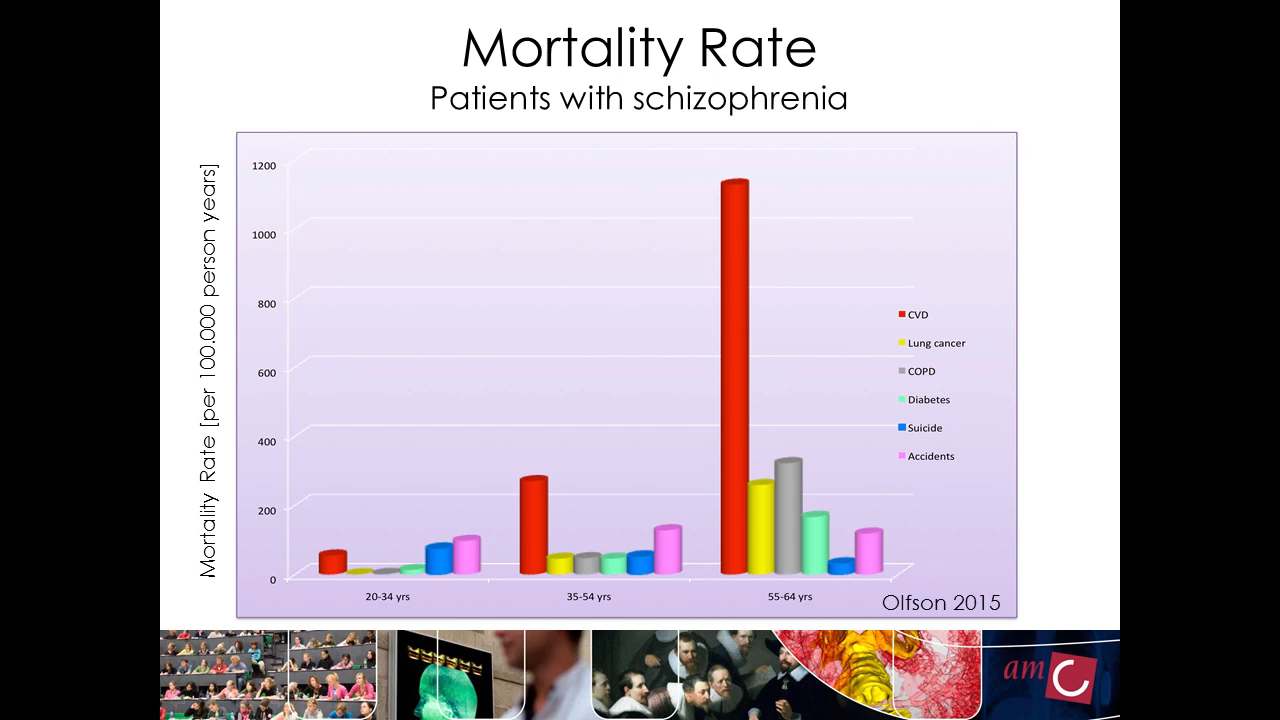 Mortality Rate
Patients with schizophrenia
Mortality Rate [per 100.000 person years]
1200
1000
800
600
400
200
0
20-34 yrs
35-54 yrs
55-64 yrs
CVD
Lung cancer
COPD
Diabetes
Suicide
Accidents
Olfson 2015
amC